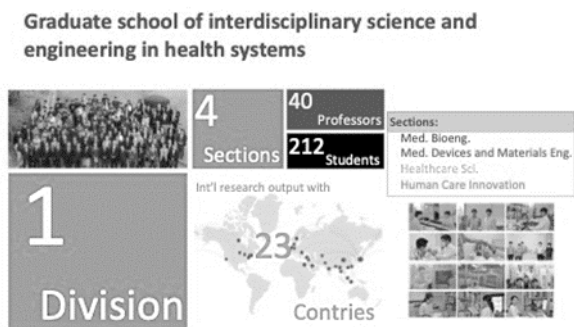 Graduate school of interdisciplinary science and
engineering in health systems
4
Sections
40
Professors
212 Students
Sections:
Med. Bioeng.
Med. Devices and Materials Eng.
Healthcare Sci.
Human Care Innovation
1
Division
Int'l research output with
23
Contries